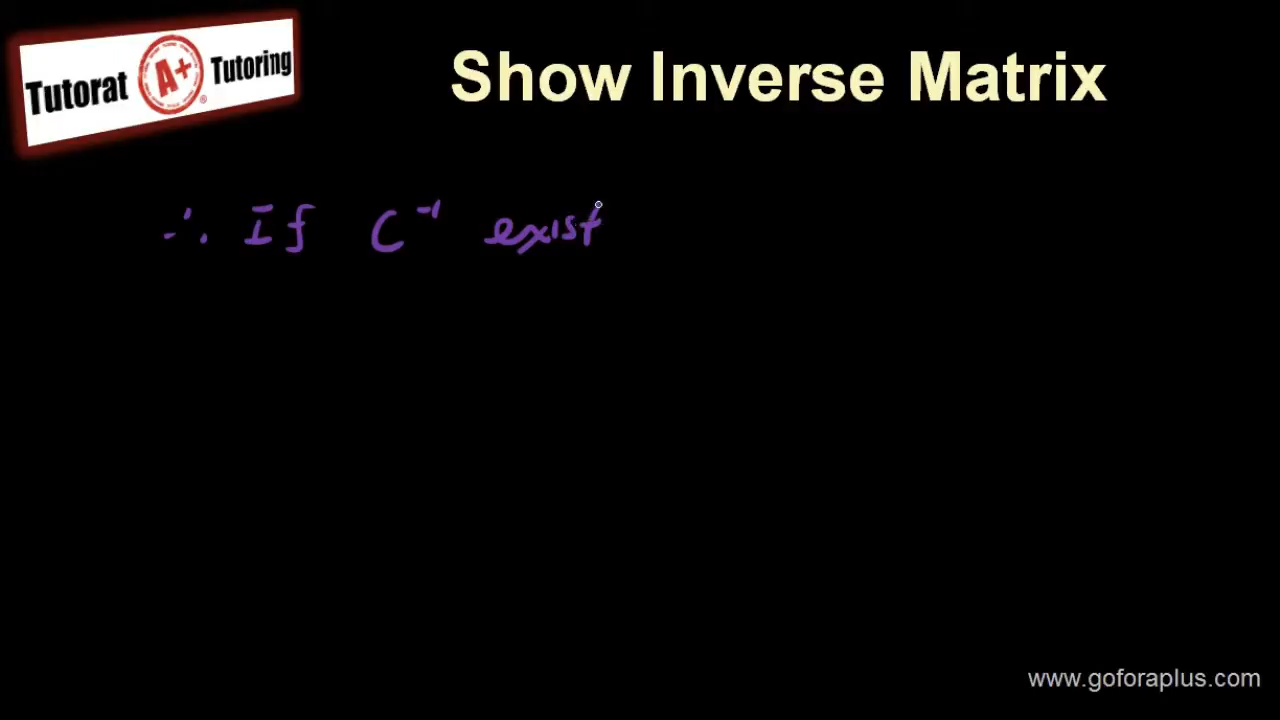 Tutorat A+ Tutoring ®
Show Inverse Matrix
∴ If C⁻¹ exist
www.goforaplus.com